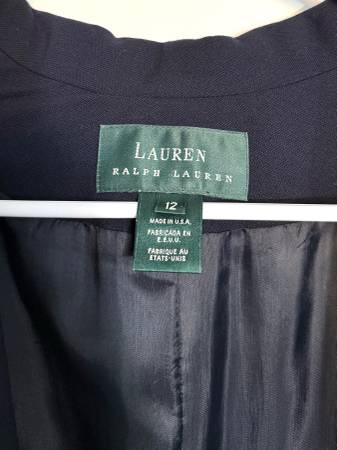 LAUREN
RALPH LAUREN
12
MADE IN U.S.A.
FABRICADA EN
E.E.U.U.
FABRIQUE AU
ETATS-UNIS